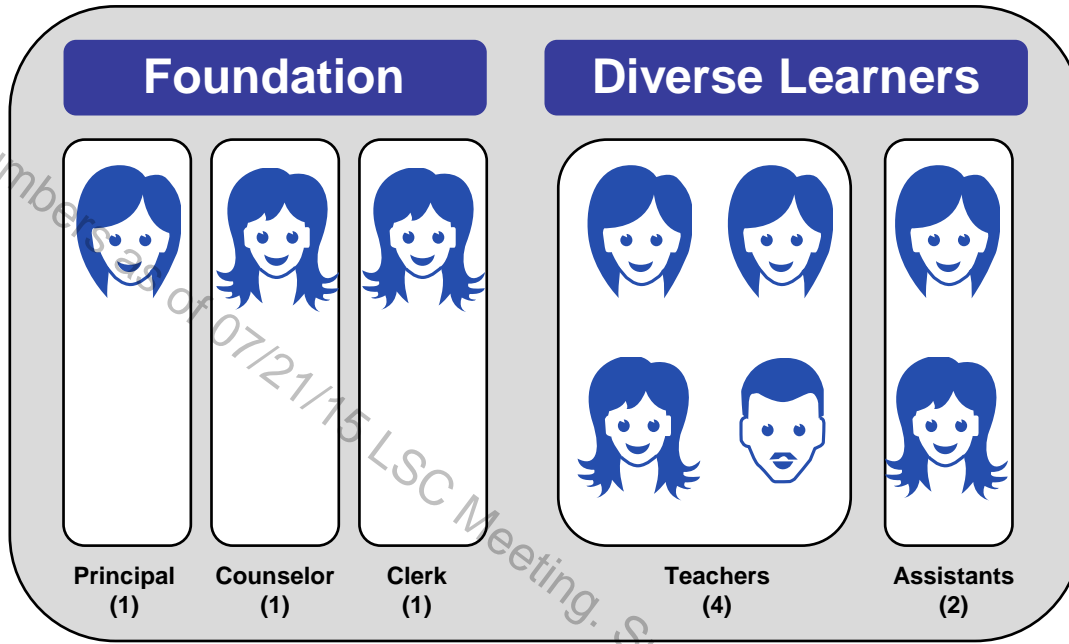 Foundation
Diverse Learners
Principal
(1)
Counselor
(1)
Clerk
(1)
Teachers
(4)
Assistants
(2)
as of 07/21/15 LSC Meeting.